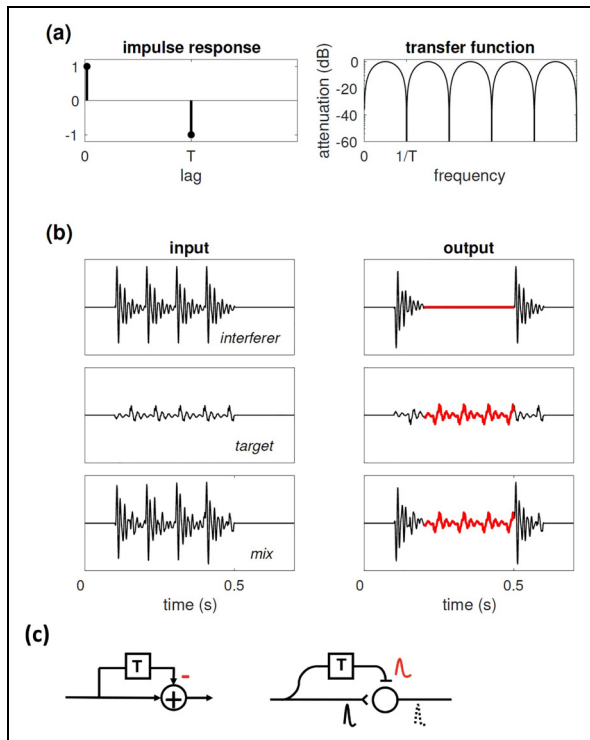 (a)
impulse response
1
0
-1
0
T
lag
transfer function
attenuation (dB)
0
-20
-40
-60
0
1/T
frequency
(b)
input
output
interferer
target
mix
0
0.5
time (s)
0
0.5
time (s)
(c)
T
-
+
T